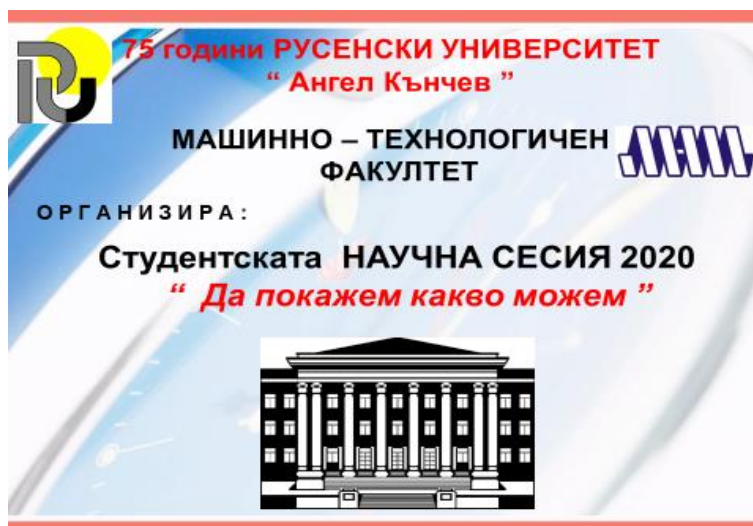 75 години РУСЕНСКИ УНИВЕРСИТЕТ
“ Ангел Кънчев ”
МАШИННО – ТЕХНОЛОГИЧЕН
ФАКУЛТЕТ
ОРГАНИЗИРА:
Студентската НАУЧНА СЕСИЯ 2020
“ Да покажем какво можем ”